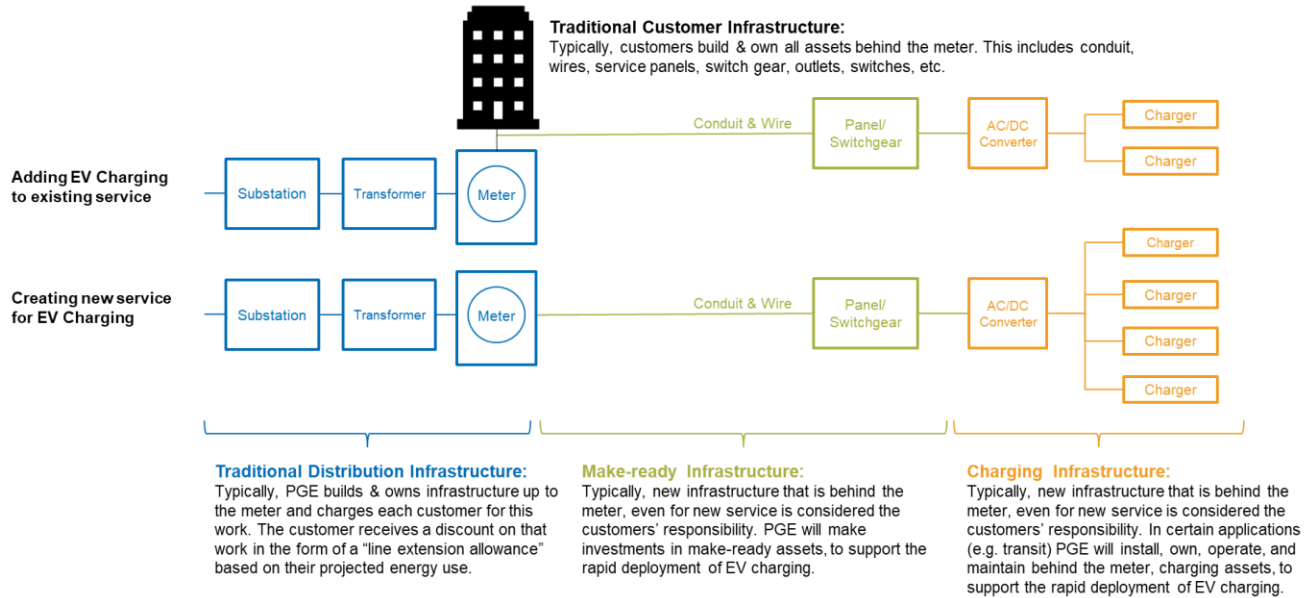 Traditional Customer Infrastructure:
Typically, customers build & own all assets behind the meter. This includes conduit,
wires, service panels, switch gear, outlets, switches, etc.
Adding EV Charging
to existing service
Substation
Transformer
Meter
Conduit & Wire
Panel/
Switchgear
AC/DC
Converter
Charger
Charger
Creating new service
for EV Charging
Substation
Transformer
Meter
Conduit & Wire
Panel/
Switchgear
AC/DC
Converter
Charger
Charger
Charger
Charger
Traditional Distribution Infrastructure:
Typically, PGE builds & owns infrastructure up to
the meter and charges each customer for this
work. The customer receives a discount on that
work in the form of a “line extension allowance”
based on their projected energy use.
Make-ready Infrastructure:
Typically, new infrastructure that is behind the
meter, even for new service is considered the
customers’ responsibility. PGE will make
investments in make-ready assets, to support the
rapid deployment of EV charging.
Charging Infrastructure:
Typically, new infrastructure that is behind the
meter, even for new service is considered the
customers’ responsibility. In certain applications
(e.g. transit) PGE will install, own, operate, and
maintain behind the meter, charging assets, to
support the rapid deployment of EV charging.